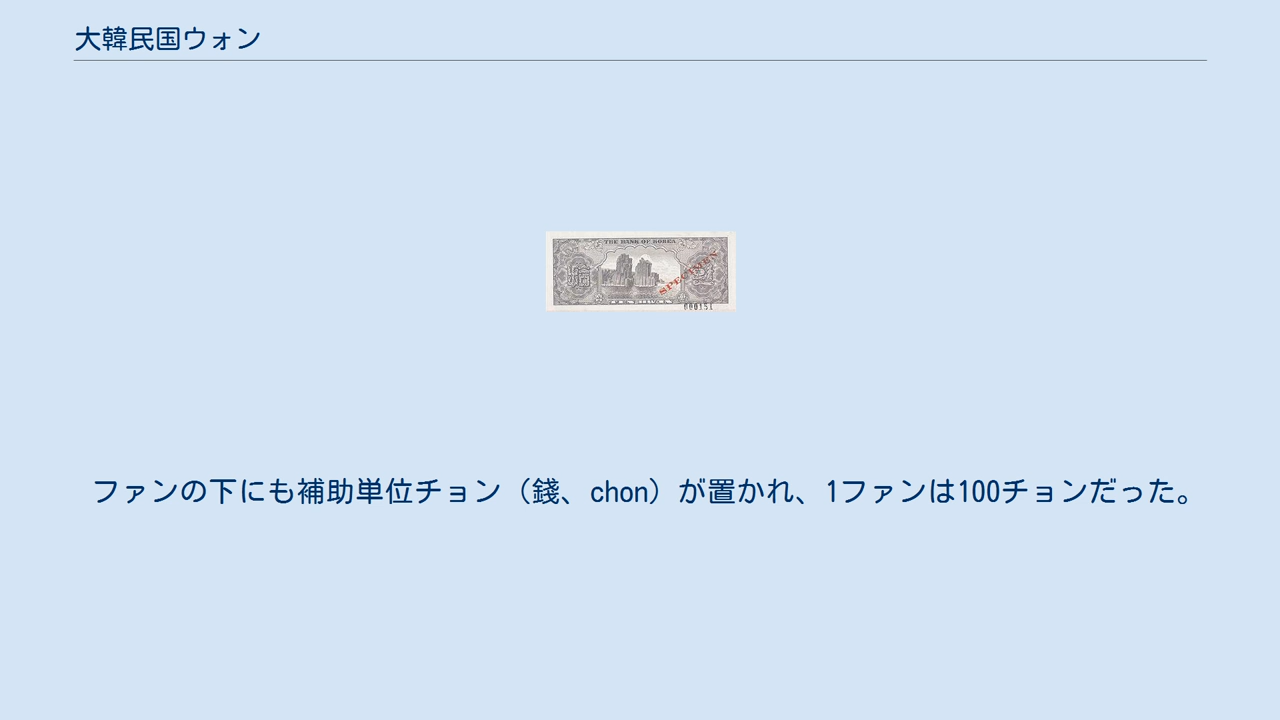 大韓民国ウォン
THE BANK OF KOREA
SPECIMEN
000151
ファンの下にも補助単位チョン（錢、chon）が置かれ、1ファンは100チョンだった。